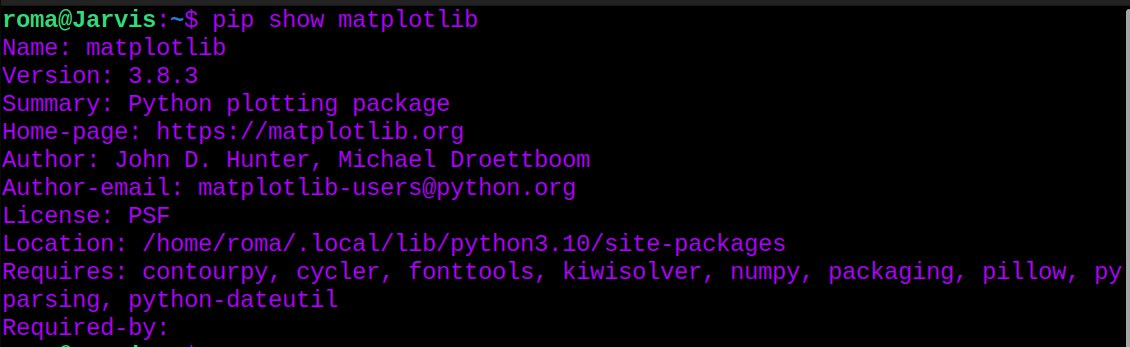 roma@Jarvis:~$ pip show matplotlib
Name: matplotlib
Version: 3.8.3
Summary: Python plotting package
Home-page: https://matplotlib.org
Author: John D. Hunter, Michael Droettboom
Author-email: matplotlib-users@python.org
License: PSF
Location: /home/roma/.local/lib/python3.10/site-packages
Requires: contourpy, cycler, fonttools, kiwisolver, numpy, packaging, pillow, py
parsing, python-dateutil
Required-by: